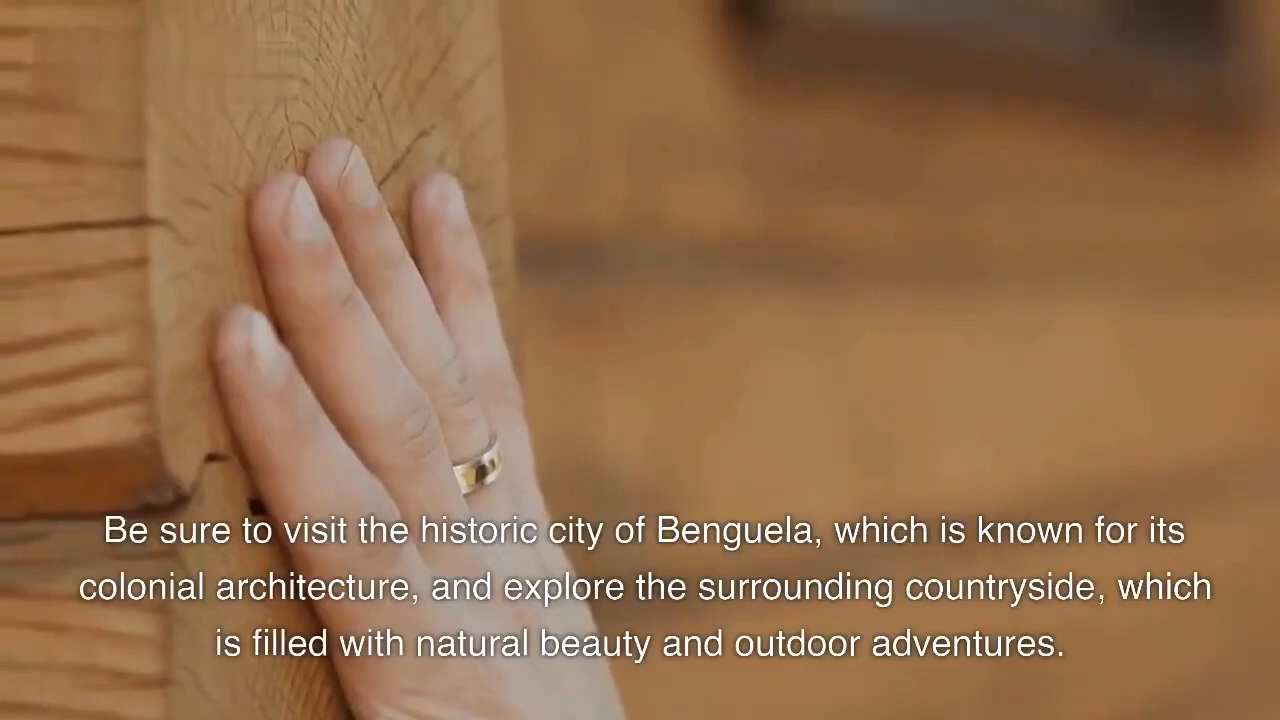 Be sure to visit the historic city of Benguela, which is known for its
colonial architecture, and explore the surrounding countryside, which
is filled with natural beauty and outdoor adventures.